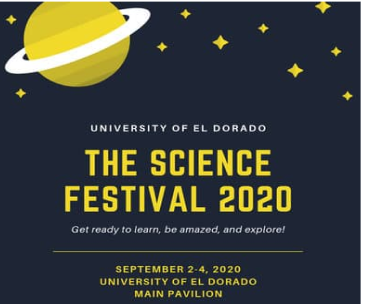 UNIVERSITY OF EL DORADO
THE SCIENCE
FESTIVAL 2020
Get ready to learn, be amazed, and explore!
SEPTEMBER 2-4, 2020
UNIVERSITY OF EL DORADO
MAIN PAVILION